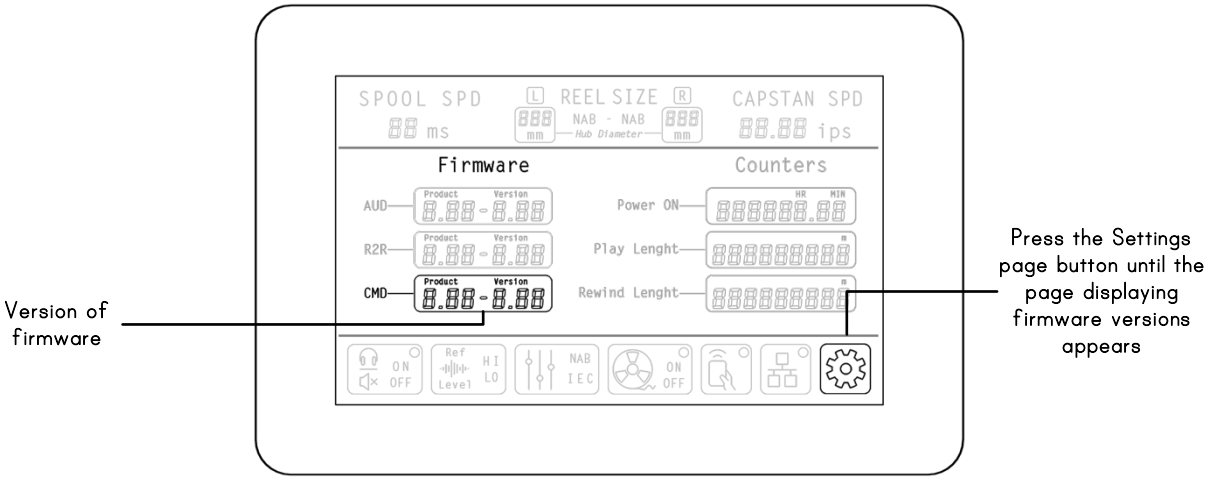 SPOOL SPD
88 ms
L REEL SIZE R
888 NAB - NAB 888
mm Hub Diameter mm
CAPSTAN SPD
88.88 ips
Firmware
Counters
Product Version
AUD 8.88-8.88
Product Version
R2R 8.88-8.88
Product Version
CMD 8.88-8.88
HR MIN
Power ON 888888.88
m
Play Lenght 888888888
m
Rewind Lenght 888888888
Version of
firmware
Press the Settings
page button until the
page displaying
firmware versions
appears
ON
OFF
Ref
Level
HI
LO
NAB
IEC
ON
OFF